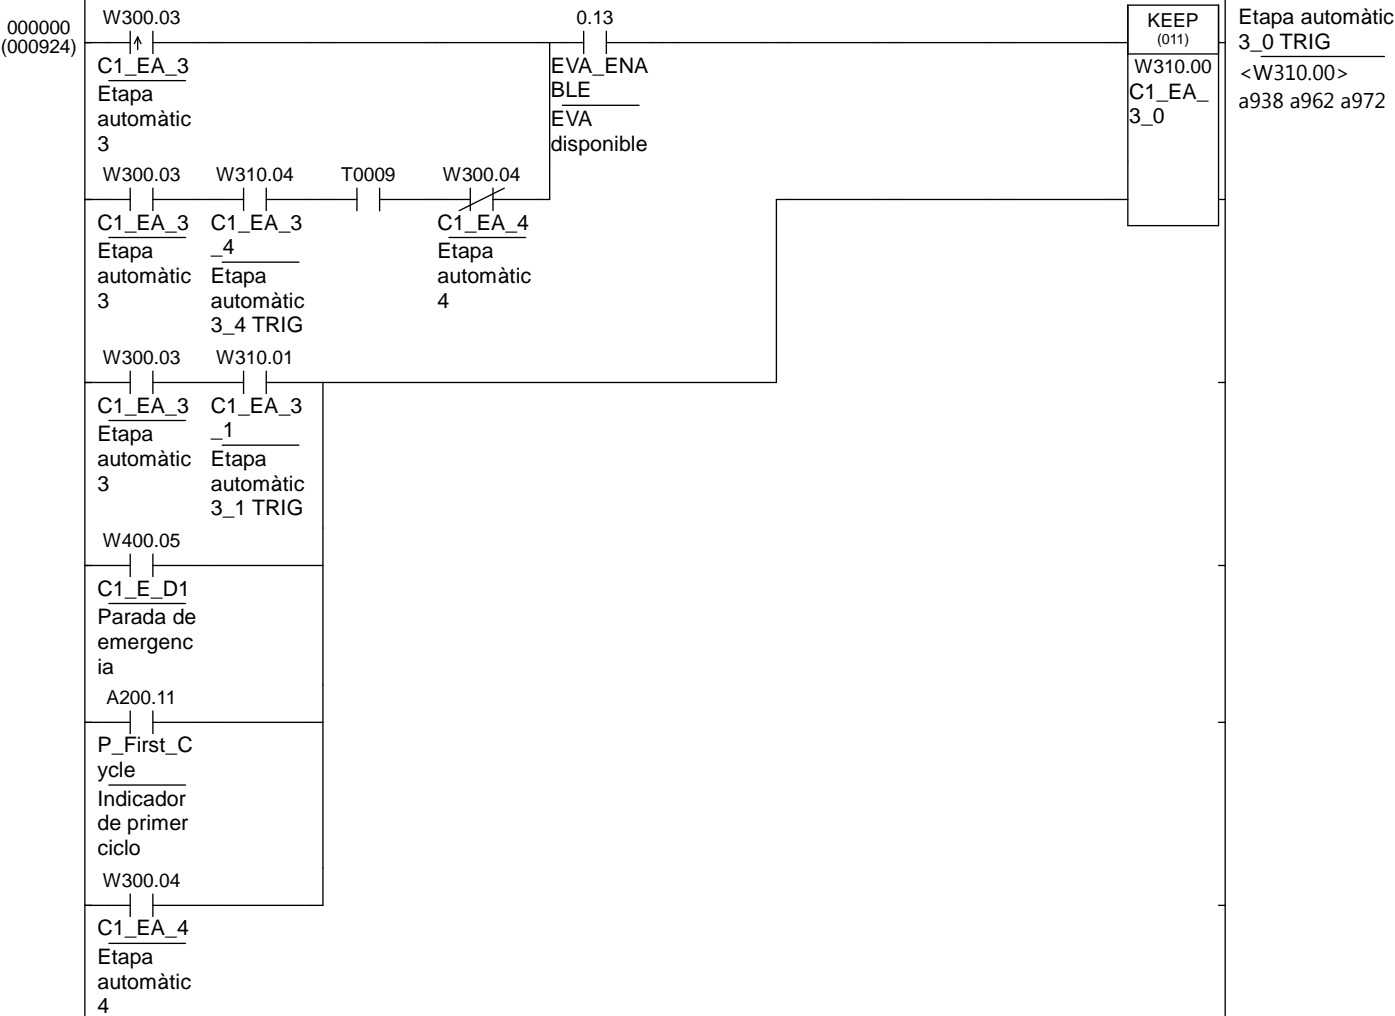 000000
(000924)
W300.03
C1_EA_3
Etapa
automàtic
3
0.13
EVA_ENA
BLE
EVA
disponible
KEEP
(011)
W310.00
C1_EA_
3_0
Etapa automàtic
3_0 TRIG
<W310.00>
a938 a962 a972
W300.03
C1_EA_3
Etapa
automàtic
3
W310.04
C1_EA_3
_4
Etapa
automàtic
3_4 TRIG
T0009
W300.04
C1_EA_4
Etapa
automàtic
4
W300.03
C1_EA_3
Etapa
automàtic
3
W310.01
C1_EA_3
_1
Etapa
automàtic
3_1 TRIG
W400.05
C1_E_D1
Parada de
emergenc
ia
A200.11
P_First_C
ycle
Indicador
de primer
ciclo
W300.04
C1_EA_4
Etapa
automàtic
4